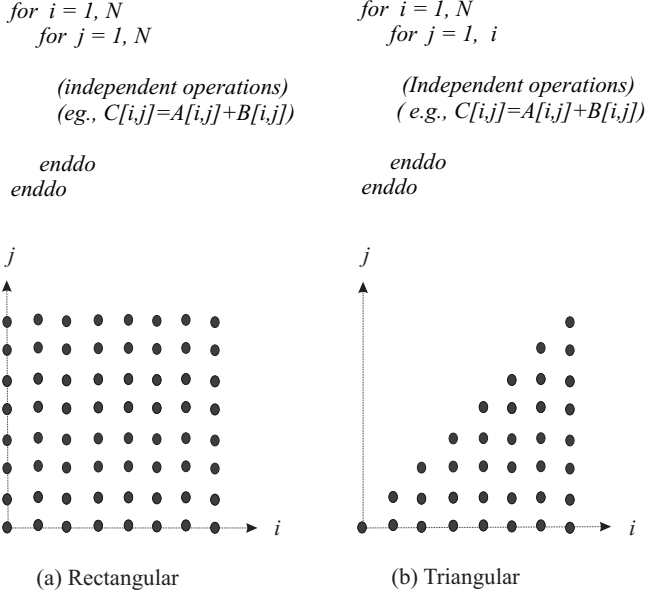 for i = 1, N
for j = 1, N
(independent operations)
(eg., C[i,j]=A[i,j]+B[i,j])
enddo
enddo
for i = 1, N
for j = 1, i
(Independent operations)
( e.g., C[i,j]=A[i,j]+B[i,j])
enddo
enddo
j
i
(a) Rectangular
j
i
(b) Triangular